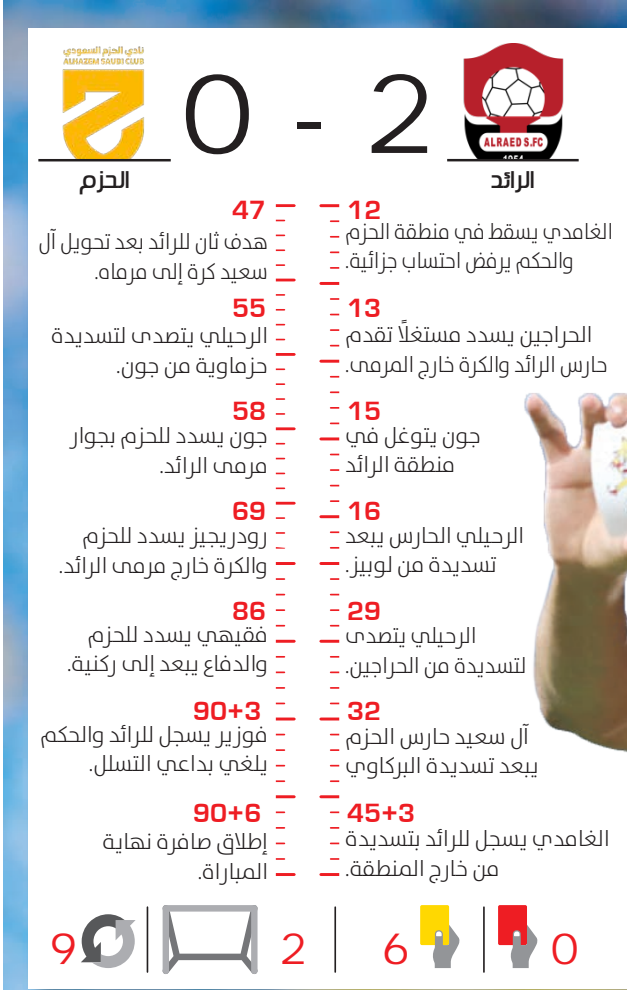 نادي الحزم السعودي
ALHAZEM SAUDI CLUB
ALRAED S.FC
1954
0 - 2
الرائد
الحزم
12
الغامدي يسقط في منطقة الحزم
والحكم يرفض احتساب جزائية.
13
الحراجين يسدد مستغلًا تقدم
حارس الرائد والكرة خارج المرمى.
15
جون يتوغل في
منطقة الرائد
16
الرحيلي الحارس يبعد
تسديدة من لوبيز.
29
الرحيلي يتصدى
لتسديدة من الحراجين.
32
آل سعيد حارس الحزم
يبعد تسديدة البركاوي
45+3
الغامدي يسجل للرائد بتسديدة
من خارج المنطقة.
47
هدف ثان للرائد بعد تحويل آل
سعيد كرة إلى مرماه.
55
الرحيلي يتصدى لتسديدة
حزماوية من جون.
58
جون يسدد للحزم بجوار
مرمى الرائد.
69
رودريجيز يسدد للحزم
والكرة خارج مرمى الرائد.
86
فقيهي يسدد للحزم
والدفاع يبعد إلى ركنية.
90+3
فوزير يسجل للرائد والحكم
يلغي بداعي التسلل.
90+6
إطلاق صافرة نهاية
المباراة.
0
6
2
9